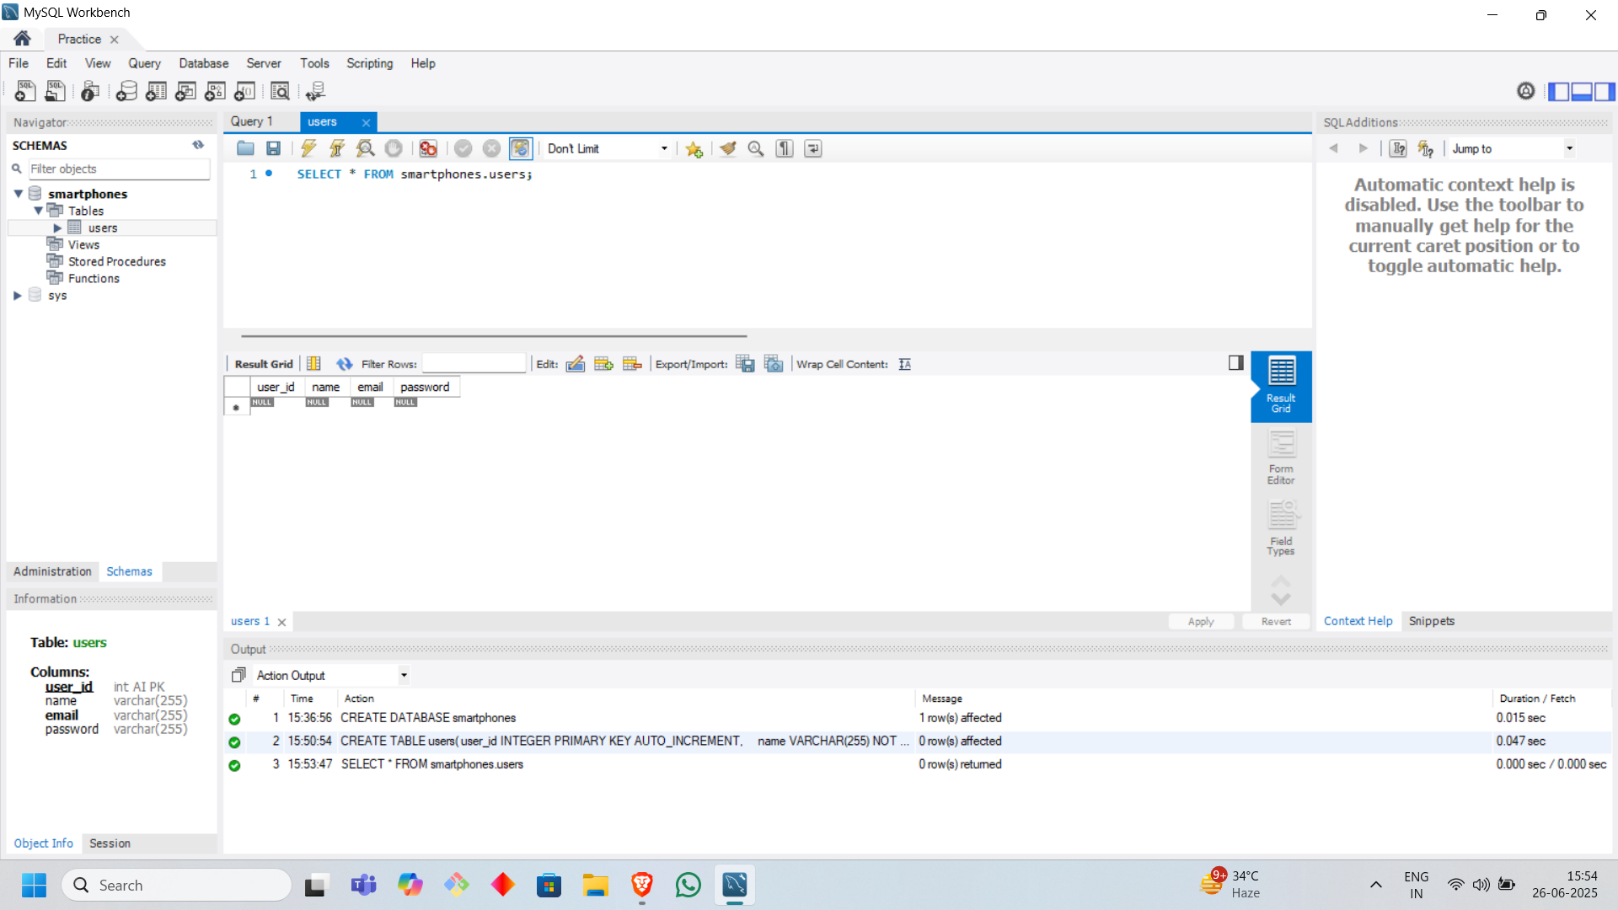 MySQL Workbench
Practice
File Edit View Query Database Server Tools Scripting Help
Navigator
SCHEMAS
Filter objects
smartphones
Tables
users
Views
Stored Procedures
Functions
sys
Administration Schemas
Information
Table: users
Columns:
user_id int AI PK
name varchar(255)
email varchar(255)
password varchar(255)
Object Info Session
Query 1 users
Don't Limit
1 SELECT * FROM smartphones.users;
Result Grid Filter Rows: Edit: Export/Import: Wrap Cell Content:
user_id name email password
NULL NULL NULL NULL
Result
Grid
Form
Editor
Field
Types
users 1
Apply Revert
SQLAdditions
Jump to
Automatic context help is
disabled. Use the toolbar to
manually get help for the
current caret position or to
toggle automatic help.
Context Help Snippets
Output
Action Output
# Time Action Message Duration / Fetch
1 15:36:56 CREATE DATABASE smartphones 1 row(s) affected 0.015 sec
2 15:50:54 CREATE TABLE users( user_id INTEGER PRIMARY KEY AUTO_INCREMENT, name VARCHAR(255) NOT ... 0 row(s) affected 0.047 sec
3 15:53:47 SELECT * FROM smartphones.users 0 row(s) returned 0.000 sec / 0.000 sec
Search
9+
34°C
Haze
ENG
IN
15:54
26-06-2025